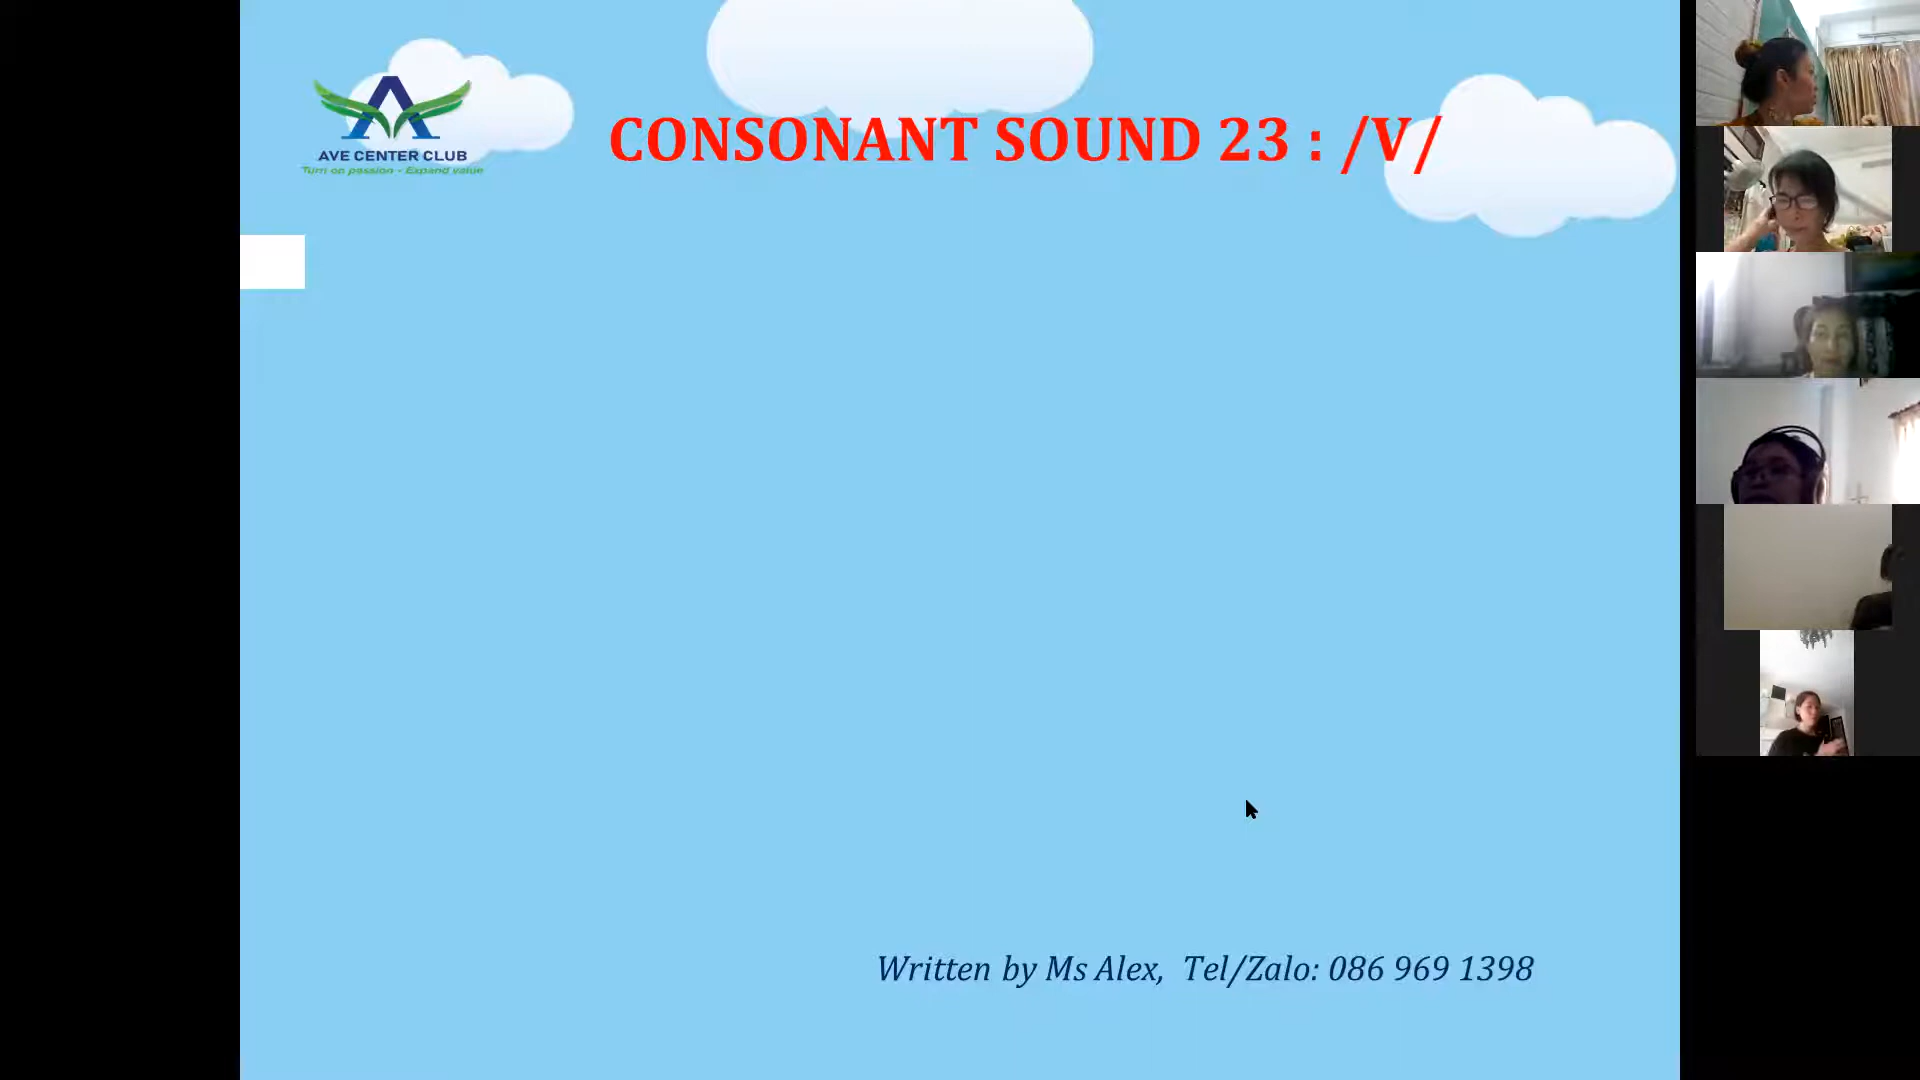 AVE CENTER CLUB
Turn on passion - Expand value
CONSONANT SOUND 23 : /V/
Written by Ms Alex, Tel/Zalo: 086 969 1398